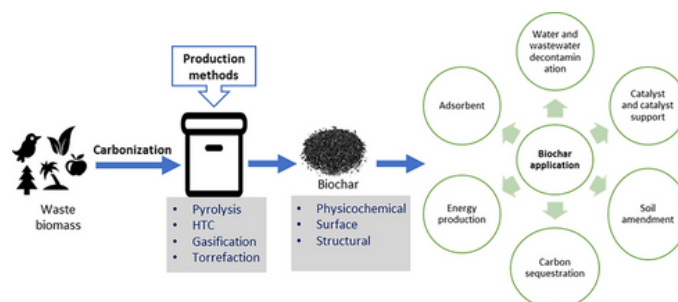 Production
methods
Carbonization
Waste
biomass
• Pyrolysis
• HTC
• Gasification
• Torrefaction
Biochar
• Physicochemical
• Surface
• Structural
Water and
wastewater
decontamin
ation
Adsorbent
Catalyst
and catalyst
support
Biochar
application
Energy
production
Soil
amendment
Carbon
sequestration